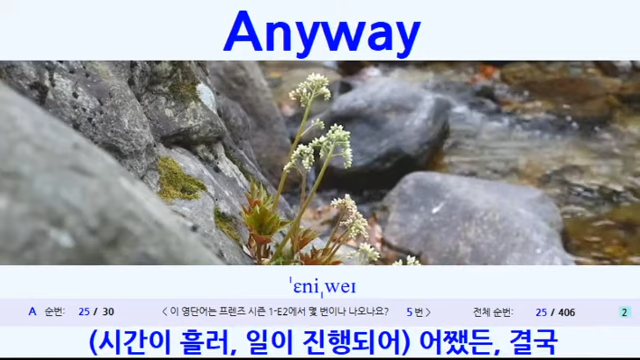 Anyway
ˈɛniˌweɪ
A 순번: 25 / 30 < 이 영단어는 프렌즈 시즌 1-E2에서 몇 번이나 나오나요? 5 번 > 전체 순번: 25 / 406 2
(시간이 흘러, 일이 진행되어) 어쨌든, 결국